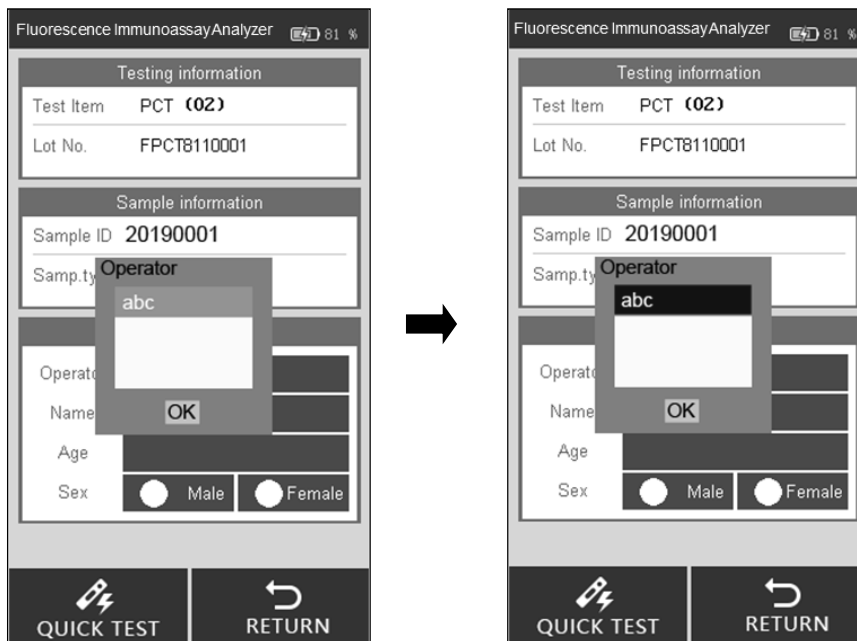 Fluorescence Immunoassay Analyzer 81 %
Testing information
Test Item PCT (02)
Lot No. FPCT8110001
Sample information
Sample ID 20190001
Samp.ty
Operator
abc
Operato
OK
Name
Age
Sex Male Female
QUICK TEST RETURN
Fluorescence Immunoassay Analyzer 81 %
Testing information
Test Item PCT (02)
Lot No. FPCT8110001
Sample information
Sample ID 20190001
Samp.ty
Operator
abc
Operato
OK
Name
Age
Sex Male Female
QUICK TEST RETURN